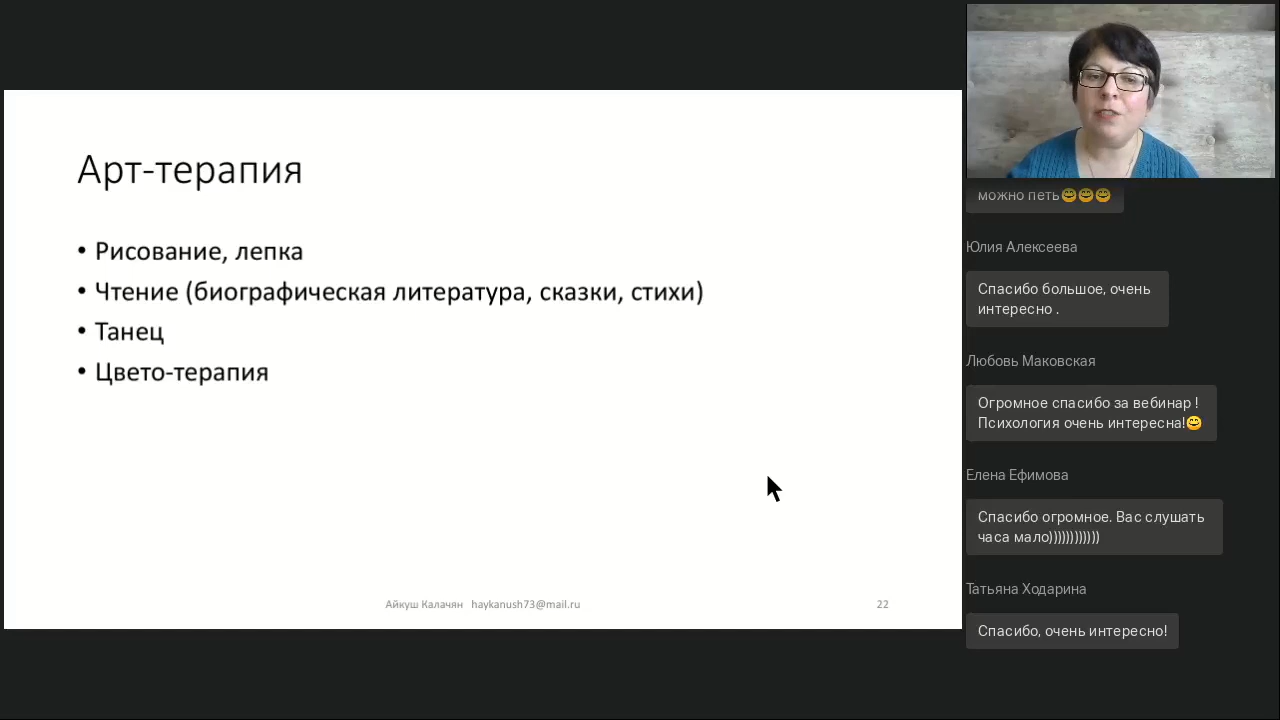 Арт-терапия
• Рисование, лепка
• Чтение (биографическая литература, сказки, стихи)
• Танец
• Цвето-терапия
Айкуш Калачян haykanush73@mail.ru
22
можно петь😊😊😊
Юлия Алексеева
Спасибо большое, очень
интересно .
Любовь Маковская
Огромное спасибо за вебинар !
Психология очень интересна!😊
Елена Ефимова
Спасибо огромное. Вас слушать
часа мало))))))))))))
Татьяна Ходарина
Спасибо, очень интересно!